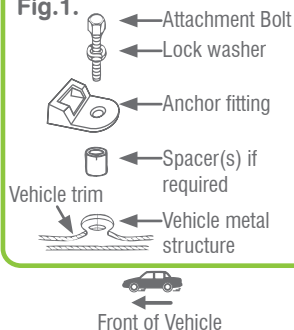 Fig.1.
Attachment Bolt
Lock washer
Anchor fitting
Spacer(s) if
required
Vehicle trim
Vehicle metal
structure
Front of Vehicle